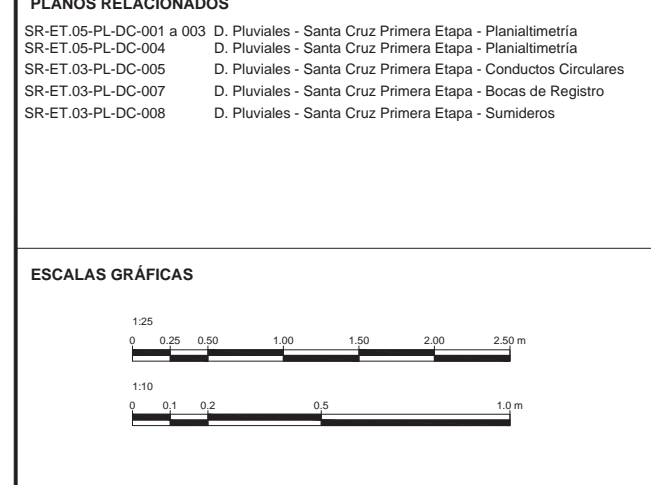 PLANOS RELACIONADOS
SR-ET.05-PL-DC-001 a 003 D. Pluviales - Santa Cruz Primera Etapa - Planialtimetría
SR-ET.05-PL-DC-004 D. Pluviales - Santa Cruz Primera Etapa - Planialtimetría
SR-ET.03-PL-DC-005 D. Pluviales - Santa Cruz Primera Etapa - Conductos Circulares
SR-ET.03-PL-DC-007 D. Pluviales - Santa Cruz Primera Etapa - Bocas de Registro
SR-ET.03-PL-DC-008 D. Pluviales - Santa Cruz Primera Etapa - Sumideros
ESCALAS GRÁFICAS
1:25
0 0.25 0.50 1.00 1.50 2.00 2.50 m
1:10
0 0.1 0.2 0.5 1.0 m